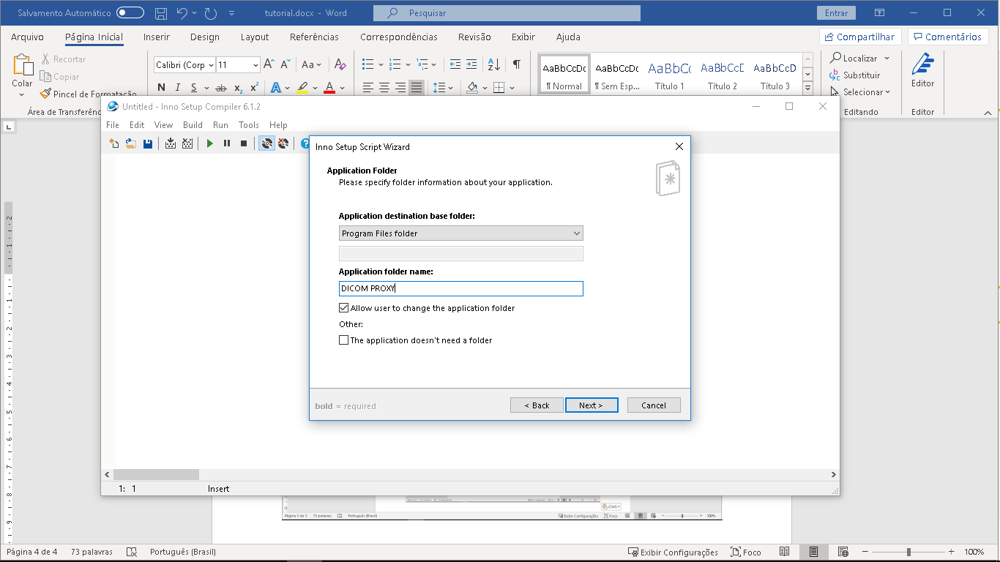 Salvamento Automático
tutorial.docx - Word
Pesquisar
Entrar
Arquivo Página Inicial Inserir Design Layout Referências Correspondências Revisão Exibir Ajuda
Compartilhar Comentários
Colar
Recortar
Copiar
Pincel de Formatação
Área de Transferênc
Calibri (Corp 11
Aa
N I S ab x₂ x²
AaBbCcDc AaBbCcDc AaBbCc AaBbCcD AaBbCcD
¶ Normal ¶ Sem Esp... Título 1 Título 2 Título 3
Localizar
Substituir
Selecionar
Editando
Editor
Editor
Untitled - Inno Setup Compiler 6.1.2
File Edit View Build Run Tools Help
Inno Setup Script Wizard
Application Folder
Please specify folder information about your application.
Application destination base folder:
Program Files folder
Application folder name:
DICOM PROXY
Allow user to change the application folder
Other:
The application doesn't need a folder
bold = required
< Back Next > Cancel
1: 1 Insert
Página 4 de 4 73 palavras Português (Brasil)
Exibir Configurações Foco 100%